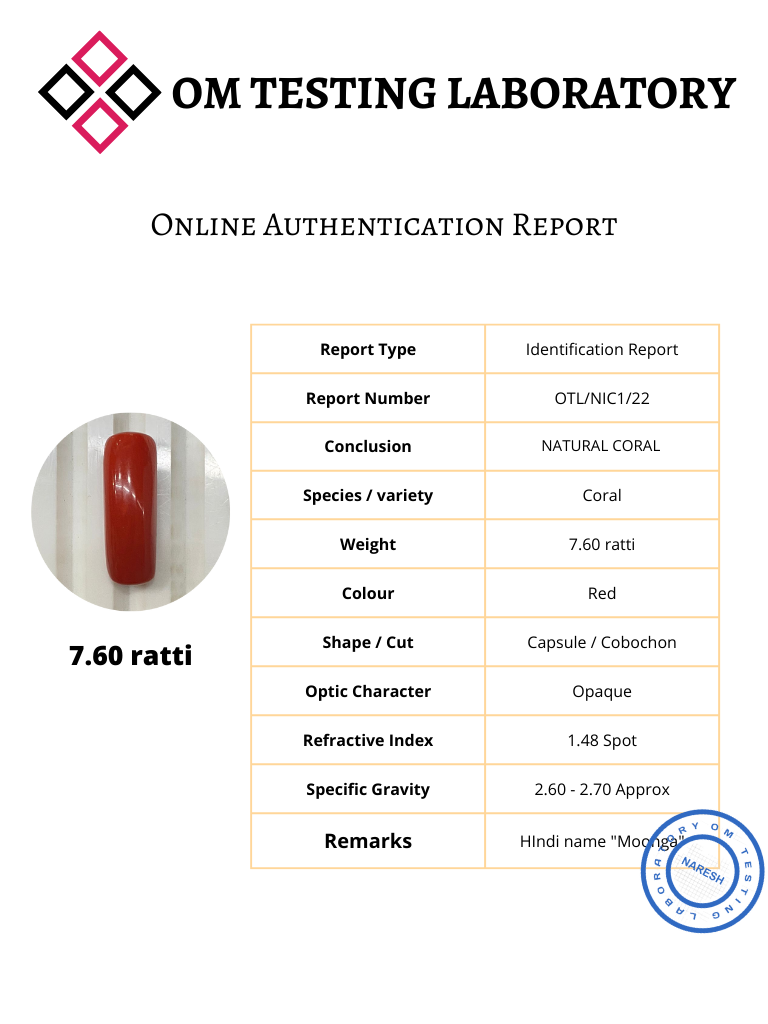 OM TESTING LABORATORY
Online Authentication Report
Report Type Identification Report
Report Number OTL/NIC1/22
Conclusion NATURAL CORAL
Species / variety Coral
Weight 7.60 ratti
Colour Red
Shape / Cut Capsule / Cobochon
Optic Character Opaque
Refractive Index 1.48 Spot
Specific Gravity 2.60 - 2.70 Approx
Remarks HIndi name "Moonga"
7.60 ratti
OM TESTING LABORATORY
NARESH